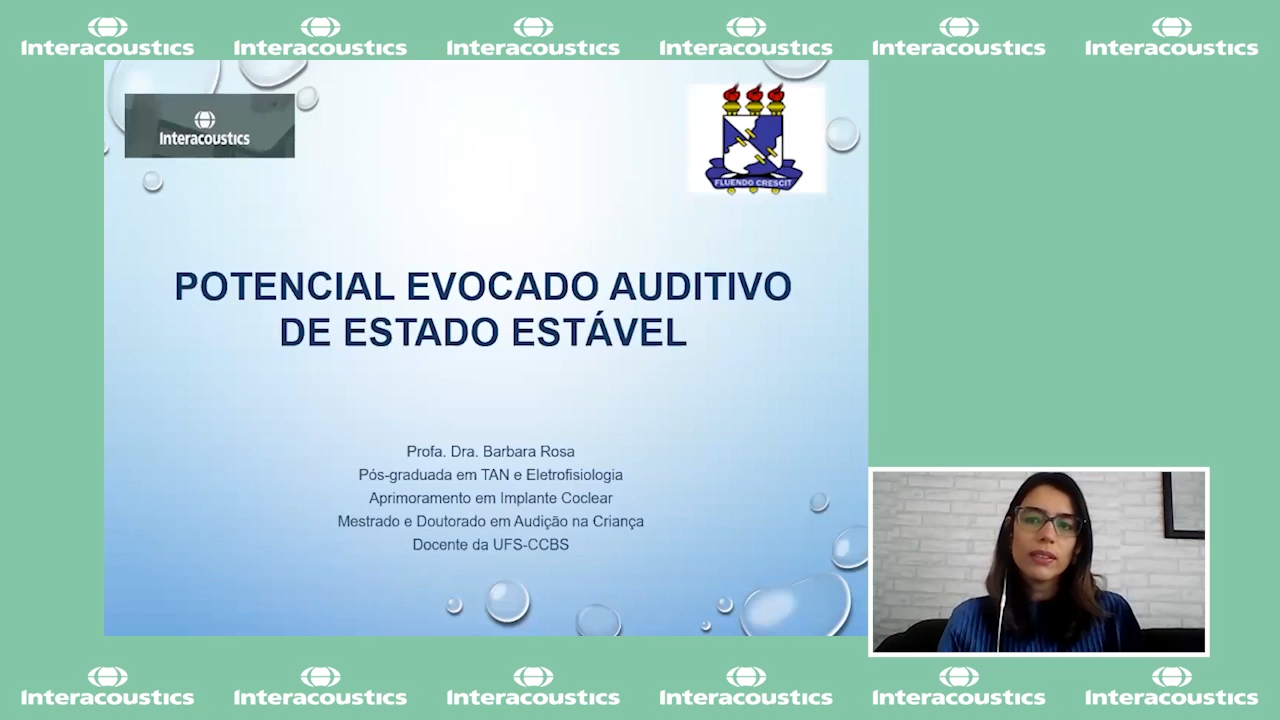 Interacoustics Interacoustics Interacoustics Interacoustics Interacoustics Interacoustics
Interacoustics
FLUENDO CRESCIT
POTENCIAL EVOCADO AUDITIVO
DE ESTADO ESTÁVEL
Profa. Dra. Barbara Rosa
Pós-graduada em TAN e Eletrofisiologia
Aprimoramento em Implante Coclear
Mestrado e Doutorado em Audição na Criança
Docente da UFS-CCBS
Interacoustics Interacoustics Interacoustics Interacoustics Interacoustics Interacoustics